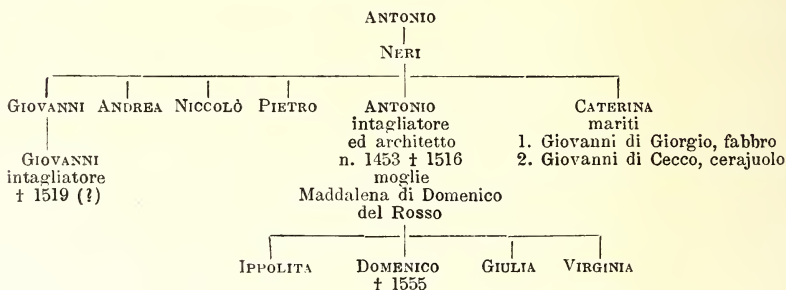 ANTONIO
NERI
GIOVANNI ANDREA NICCOLÒ PIETRO ANTONIO CATERINA
intagliatore mariti
ed architetto 1. Giovanni di Giorgio, fabbro
GIOVANNI n. 1453 † 1516 2. Giovanni di Cecco, cerajuolo
intagliatore moglie
† 1519 (?) Maddalena di Domenico
del Rosso
IPPOLITA DOMENICO GIULIA VIRGINIA
† 1555